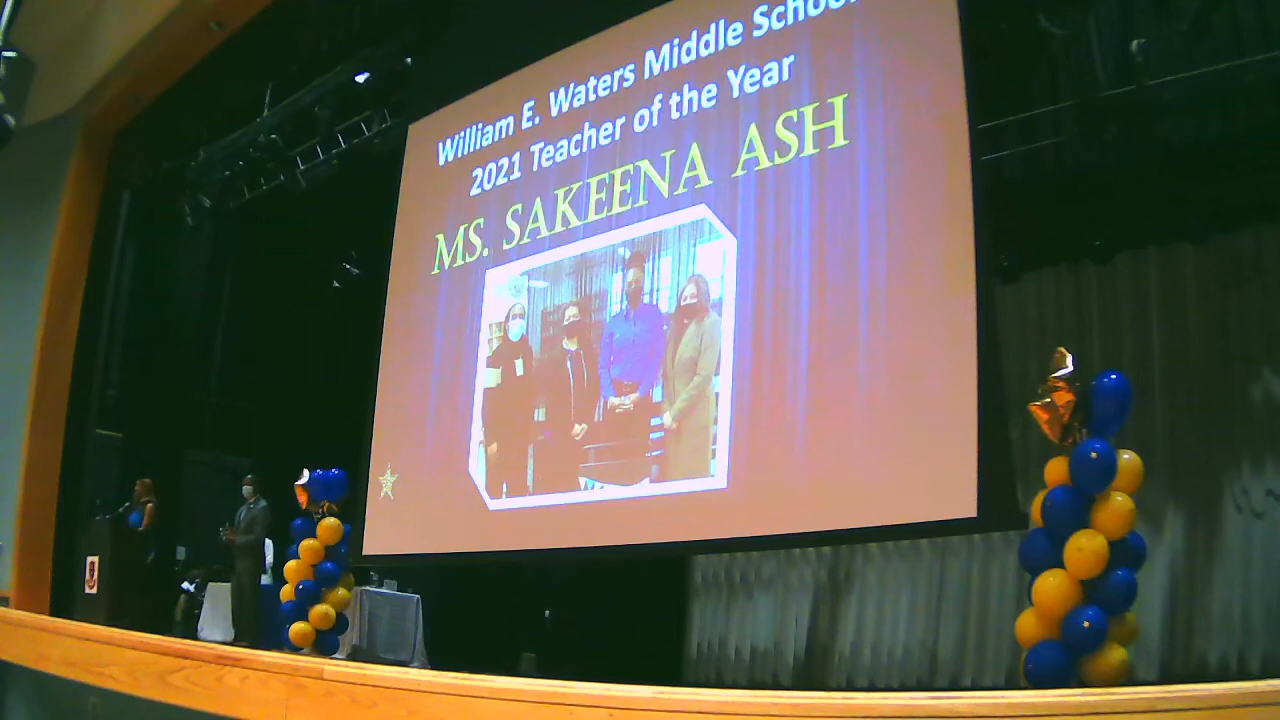 William E. Waters Middle School
2021 Teacher of the Year
MS. SAKEENA ASH